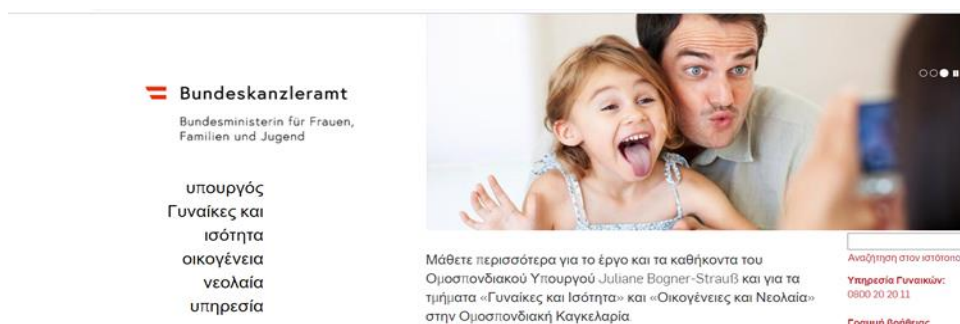 Bundeskanzleramt
Bundesministerin für Frauen,
Familien und Jugend
υπουργός
Γυναίκες και
ισότητα
οικογένεια
νεολαία
υπηρεσία
Μάθετε περισσότερα για το έργο και τα καθήκοντα του
Ομοσπονδιακού Υπουργού Juliane Bogner-Strauß και για τα
τμήματα «Γυναίκες και Ισότητα» και «Οικογένειες και Νεολαία»
στην Ομοσπονδιακή Καγκελαρία
Αναζήτηση στον ιστότοπο
Υπηρεσία Γυναικών:
0800 20 20 11